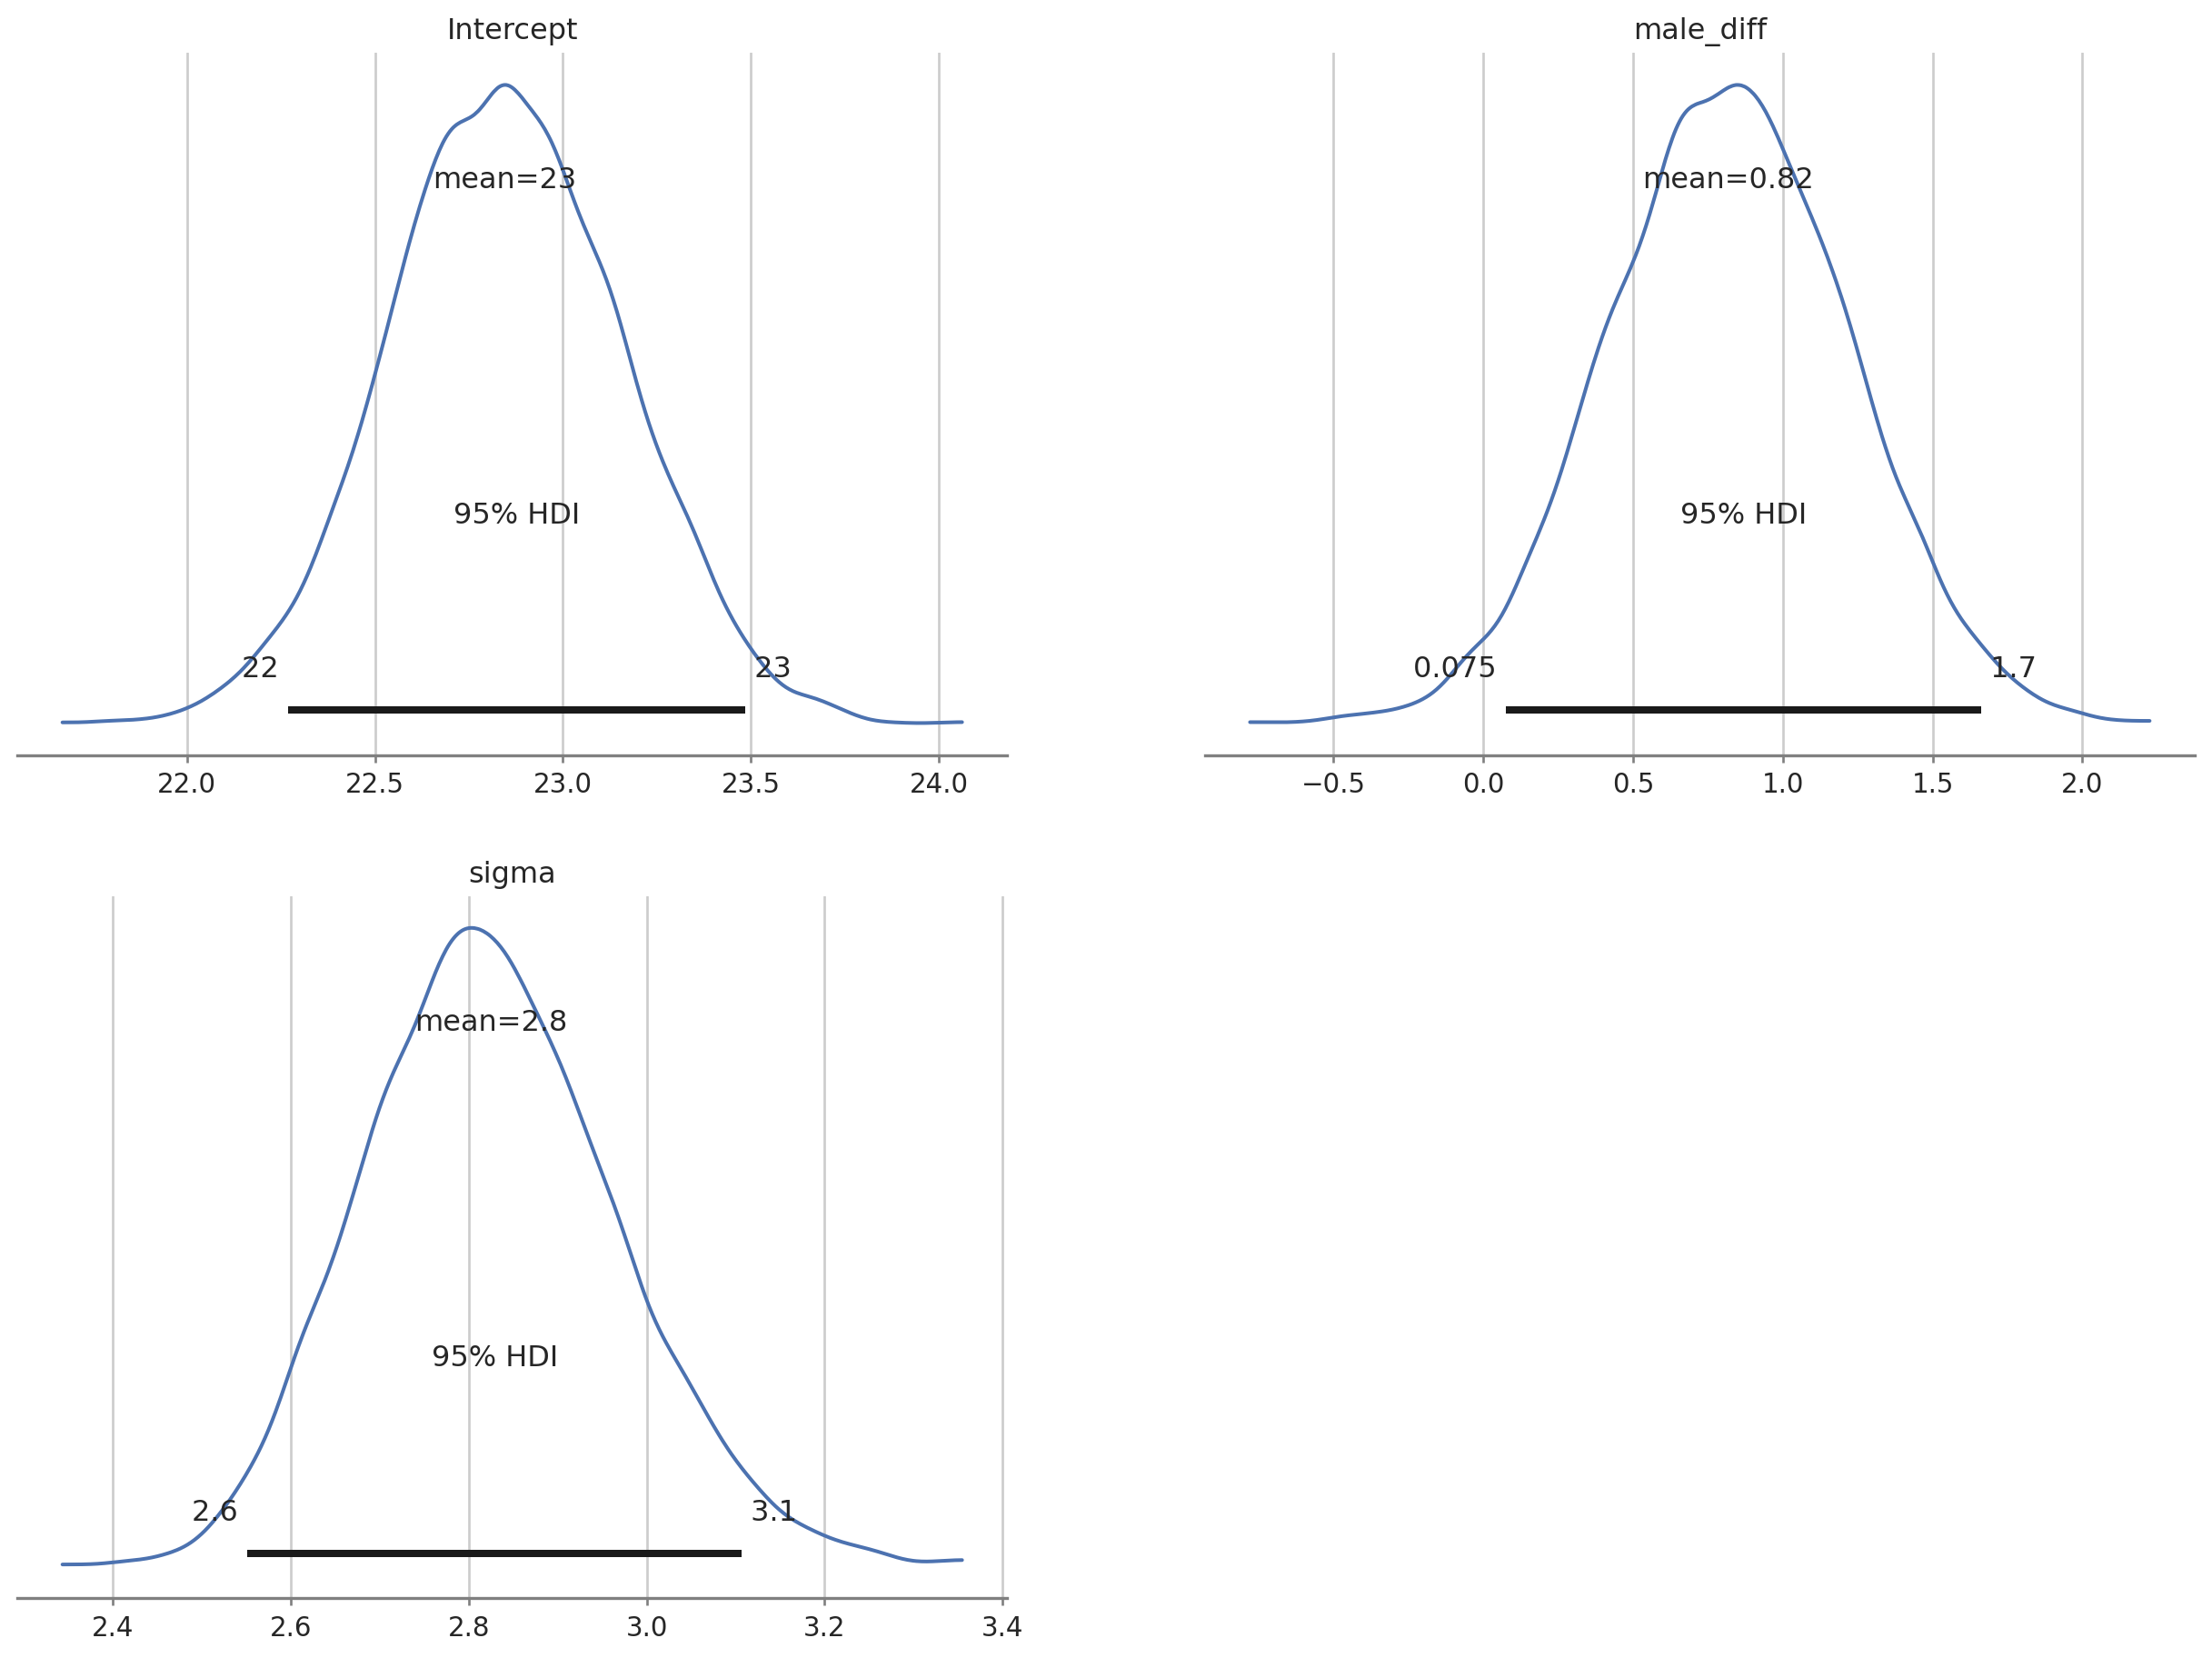 Intercept
mean=23
95% HDI
22 23
22.0 22.5 23.0 23.5 24.0
male_diff
mean=0.82
95% HDI
0.075 1.7
−0.5 0.0 0.5 1.0 1.5 2.0
sigma
mean=2.8
95% HDI
2.6 3.1
2.4 2.6 2.8 3.0 3.2 3.4